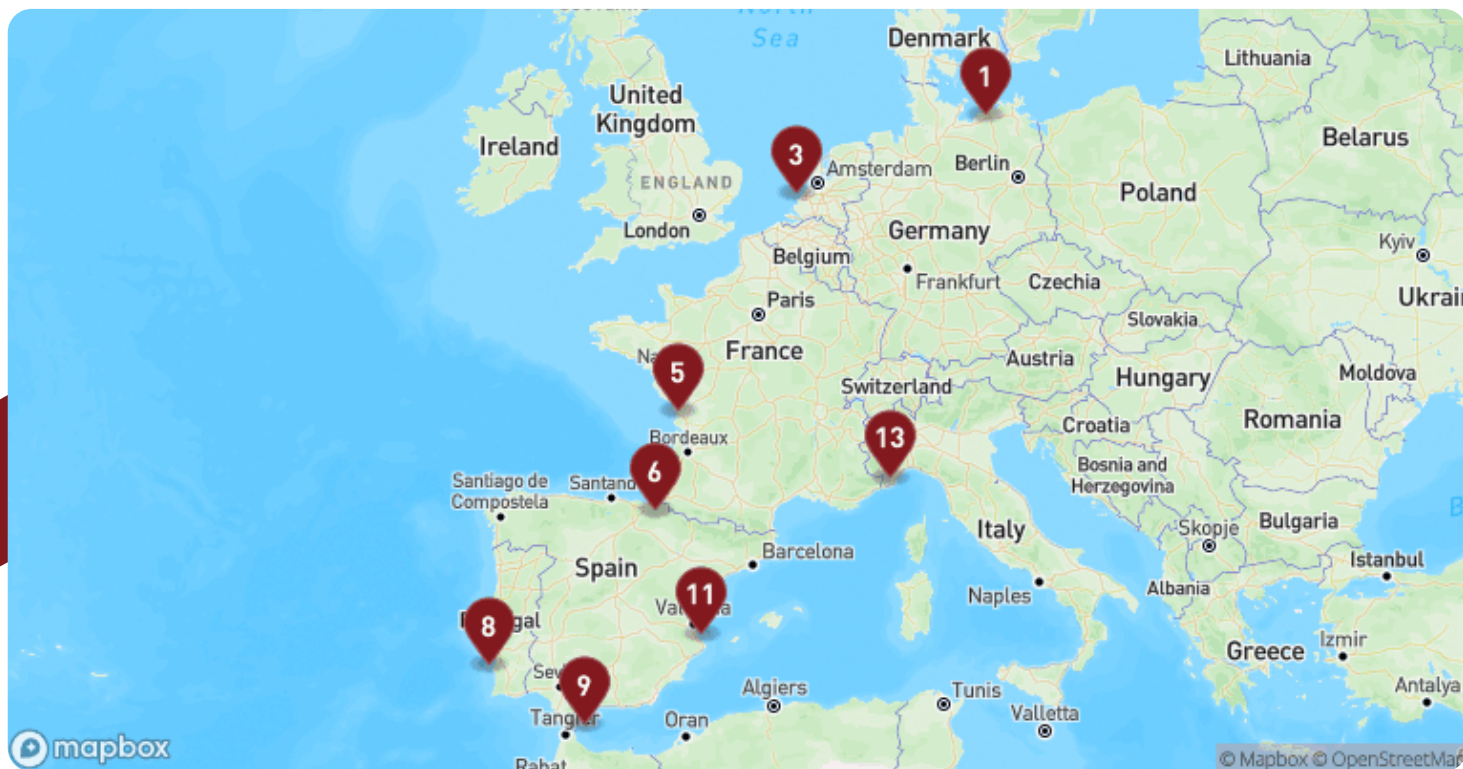 North
Sea
Denmark
Lithuania
1
United
Kingdom
Ireland
Belarus
3
Amsterdam
Berlin
ENGLAND
Poland
London
Germany
Kyiv
Belgium
Frankfurt
Czechia
Paris
Ukrai
Slovakia
France
Austria
5
Moldova
Switzerland
Hungary
Romania
Croatia
13
Bordeaux
6
Bosnia and
Herzegovina
Santiago de
Compostela
Santand
Bulgaria
Skopje
Italy
Barcelona
Istanbul
Spain
Albania
Naples
11
8
gal
Greece
Izmir
Sev
9
Algiers
Tunis
Antalya
Tangier
Oran
Valletta
mapbox
Rabat
© Mapbox © OpenStreetMap